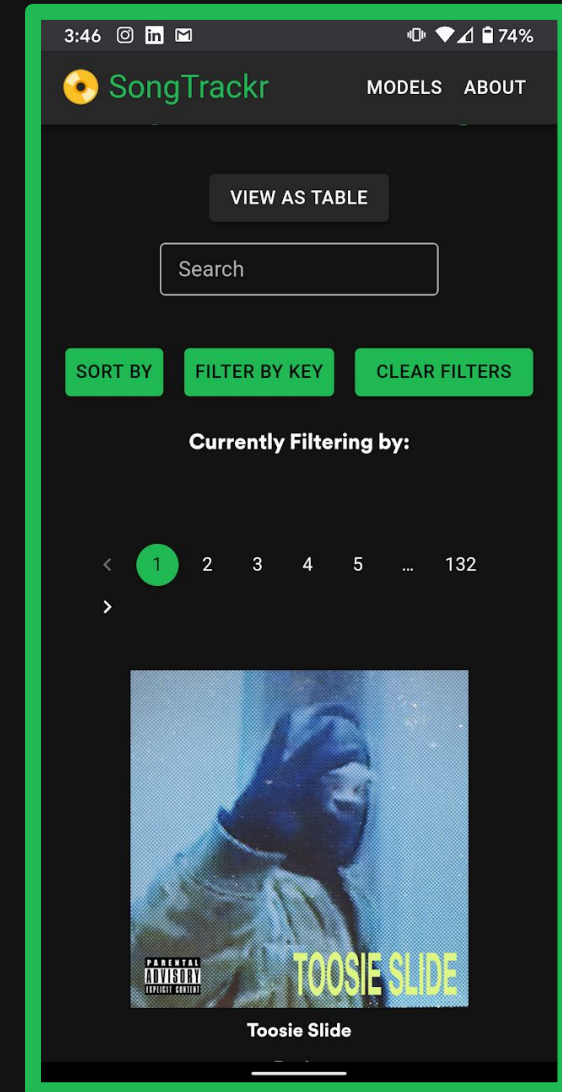 3:46 74%
SongTrackr MODELS ABOUT
VIEW AS TABLE
Search
SORT BY FILTER BY KEY CLEAR FILTERS
Currently Filtering by:
< 1 2 3 4 5 ... 132
>
PARENTAL
ADVISORY
EXPLICIT CONTENT
TOOSIE SLIDE
Toosie Slide